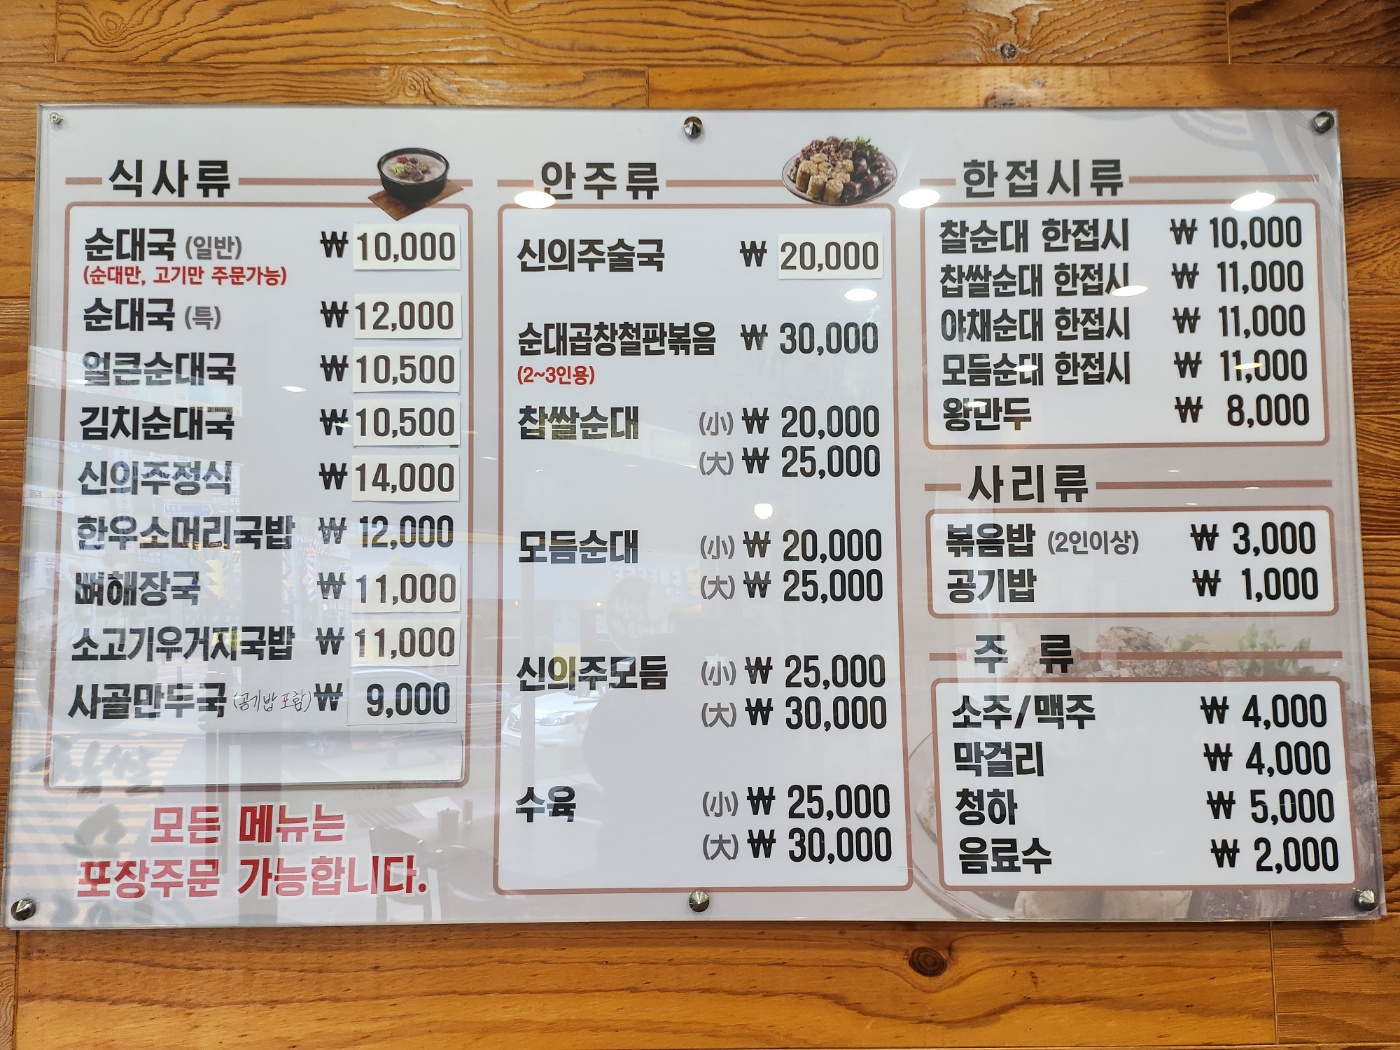 식사류
순대국 (일반) ₩ 10,000
(순대만, 고기만 주문가능)
순대국 (특) ₩ 12,000
얼큰순대국 ₩ 10,500
김치순대국 ₩ 10,500
신의주정식 ₩ 14,000
한우소머리국밥 ₩ 12,000
뼈해장국 ₩ 11,000
소고기우거지국밥 ₩ 11,000
사골만두국 (공기밥 포함) ₩ 9,000
모든 메뉴는
포장주문 가능합니다.
안주류
신의주술국 ₩ 20,000
순대곱창철판볶음 ₩ 30,000
(2~3인용)
찹쌀순대 (小) ₩ 20,000
(大) ₩ 25,000
모듬순대 (小) ₩ 20,000
(大) ₩ 25,000
신의주모듬 (小) ₩ 25,000
(大) ₩ 30,000
수육 (小) ₩ 25,000
(大) ₩ 30,000
한접시류
찰순대 한접시 ₩ 10,000
찹쌀순대 한접시 ₩ 11,000
야채순대 한접시 ₩ 11,000
모듬순대 한접시 ₩ 11,000
왕만두 ₩ 8,000
사리류
볶음밥 (2인이상) ₩ 3,000
공기밥 ₩ 1,000
주 류
소주/맥주 ₩ 4,000
막걸리 ₩ 4,000
청하 ₩ 5,000
음료수 ₩ 2,000